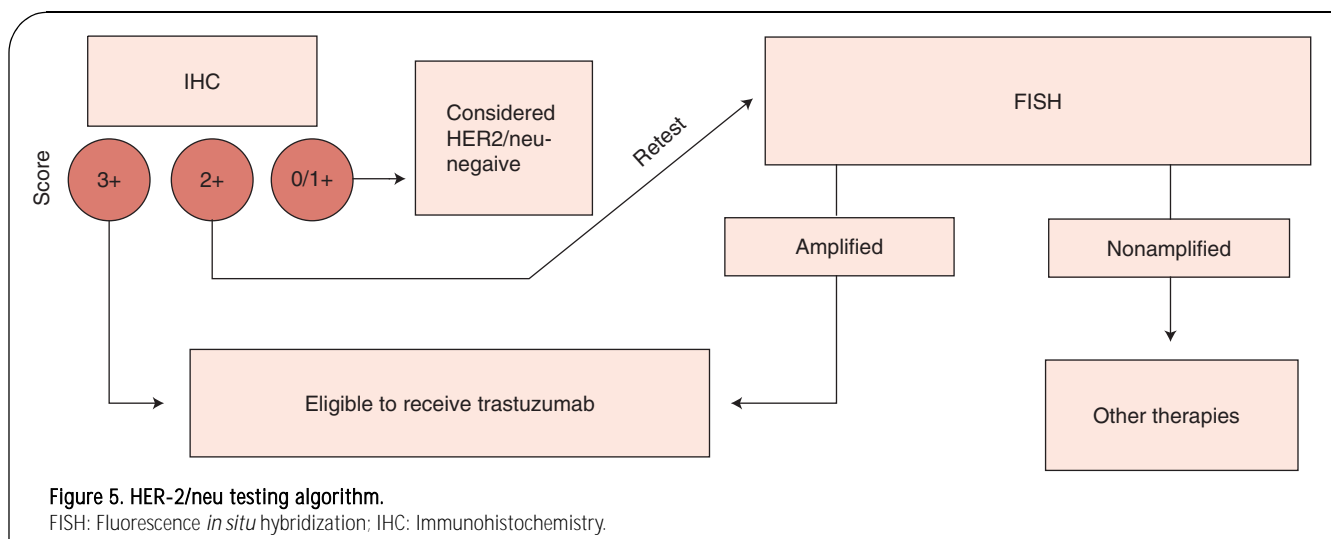 IHC
Score
3+
2+
0/1+
Considered
HER2/neu-
negaive
Retest
FISH
Amplified
Nonamplified
Eligible to receive trastuzumab
Other therapies
Figure 5. HER-2/neu testing algorithm.
FISH: Fluorescence in situ hybridization; IHC: Immunohistochemistry.